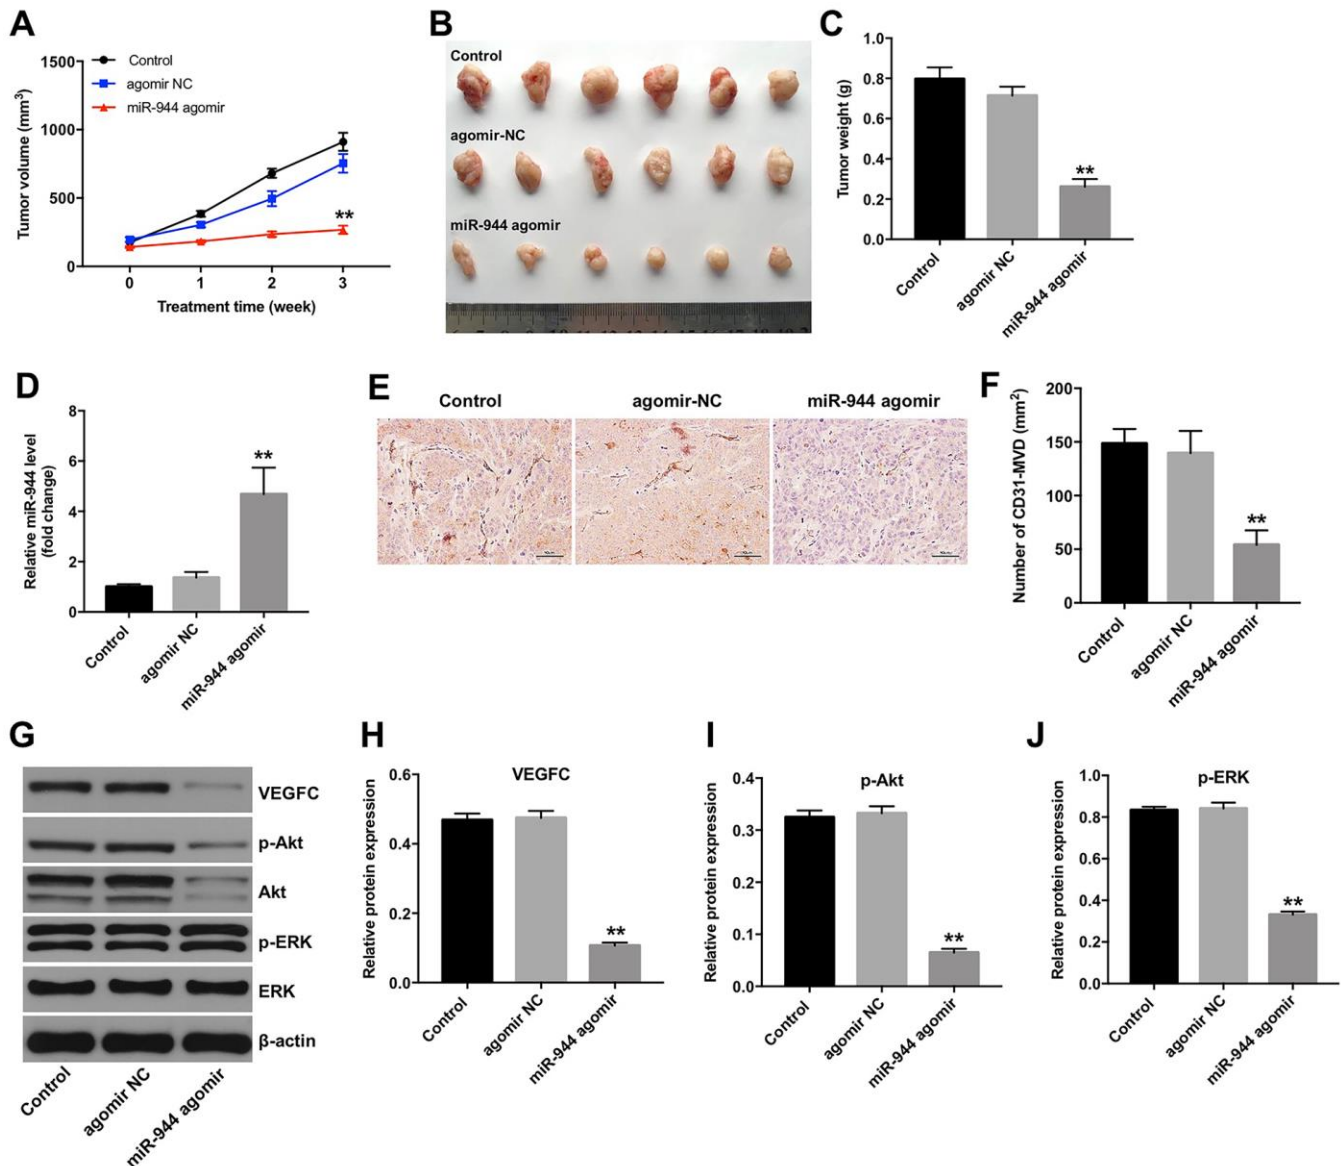 A
Control
agomir NC
miR-944 agomir
Tumor volume (mm³)
1500
1000
500
0
**
0 1 2 3
Treatment time (week)
B
Control
agomir-NC
miR-944 agomir
C
Tumor weight (g)
1.0
0.8
0.6
0.4
0.2
0.0
**
Control
agomir NC
miR-944 agomir
D
Relative miR-944 level
(fold change)
8
6
4
2
0
**
Control
agomir NC
miR-944 agomir
E
Control agomir-NC miR-944 agomir
F
Number of CD31-MVD (mm²)
200
150
100
50
0
**
Control
agomir NC
miR-944 agomir
G
VEGFC
p-Akt
Akt
p-ERK
ERK
β-actin
Control
agomir NC
miR-944 agomir
H
VEGFC
Relative protein expression
0.6
0.4
0.2
0.0
**
Control
agomir NC
miR-944 agomir
I
p-Akt
Relative protein expression
0.4
0.3
0.2
0.1
0.0
**
Control
agomir NC
miR-944 agomir
J
p-ERK
Relative protein expression
1.0
0.8
0.6
0.4
0.2
0.0
**
Control
agomir NC
miR-944 agomir